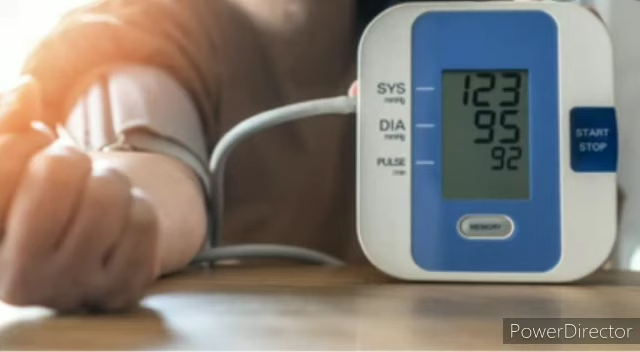 SYS
mmHg
123
DIA
mmHg
95
PULSE
/min
92
START
STOP
MEMORY
PowerDirector